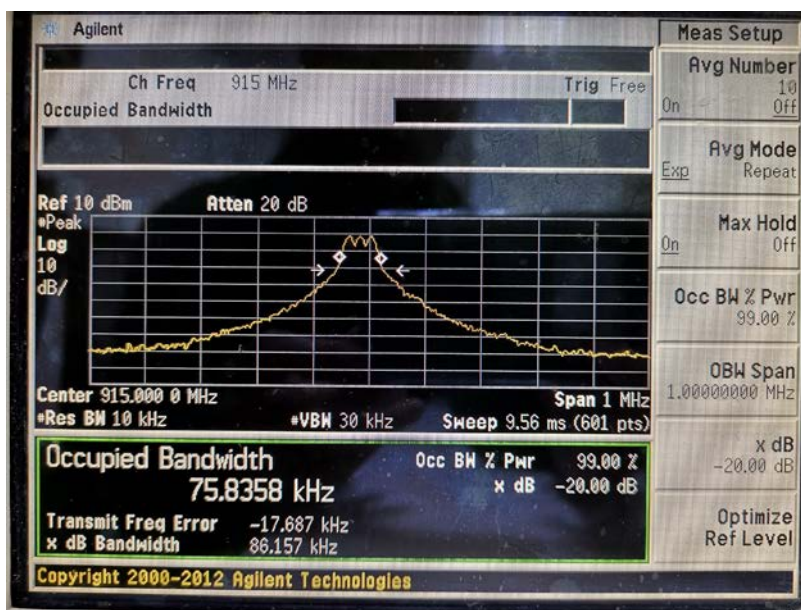 Agilent
Meas Setup
Ch Freq 915 MHz Trig Free
Occupied Bandwidth
Avg Number
10
On Off
Avg Mode
Exp Repeat
Max Hold
On Off
Occ BW % Pwr
99.00 %
OBW Span
1.00000000 MHz
x dB
-20.00 dB
Optimize
Ref Level
Ref 10 dBm Atten 20 dB
#Peak
Log
10
dB/
Center 915.000 0 MHz Span 1 MHz
#Res BW 10 kHz #VBW 30 kHz Sweep 9.56 ms (601 pts)
Occupied Bandwidth Occ BW % Pwr 99.00 %
75.8358 kHz x dB -20.00 dB
Transmit Freq Error -17.687 kHz
x dB Bandwidth 86.157 kHz
Copyright 2000-2012 Agilent Technologies